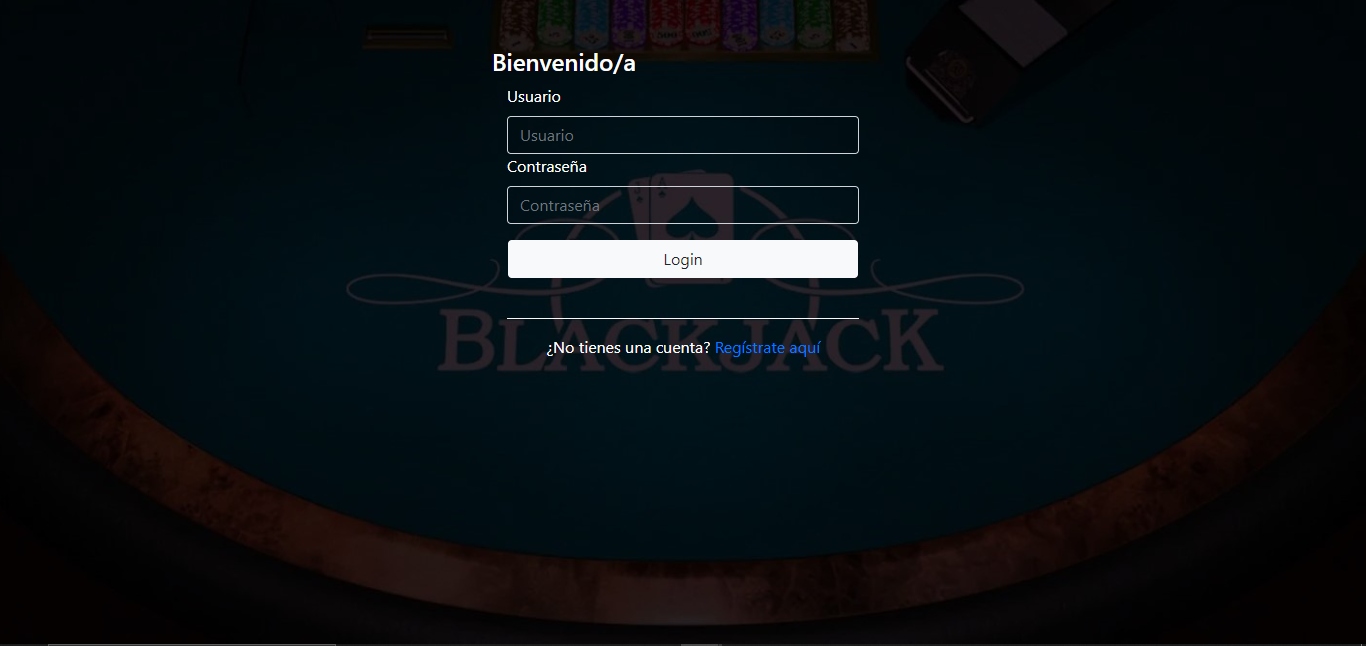 Bienvenido/a
Usuario
Usuario
Contraseña
Contraseña
Login
BLACKJACK
¿No tienes una cuenta? Regístrate aquí